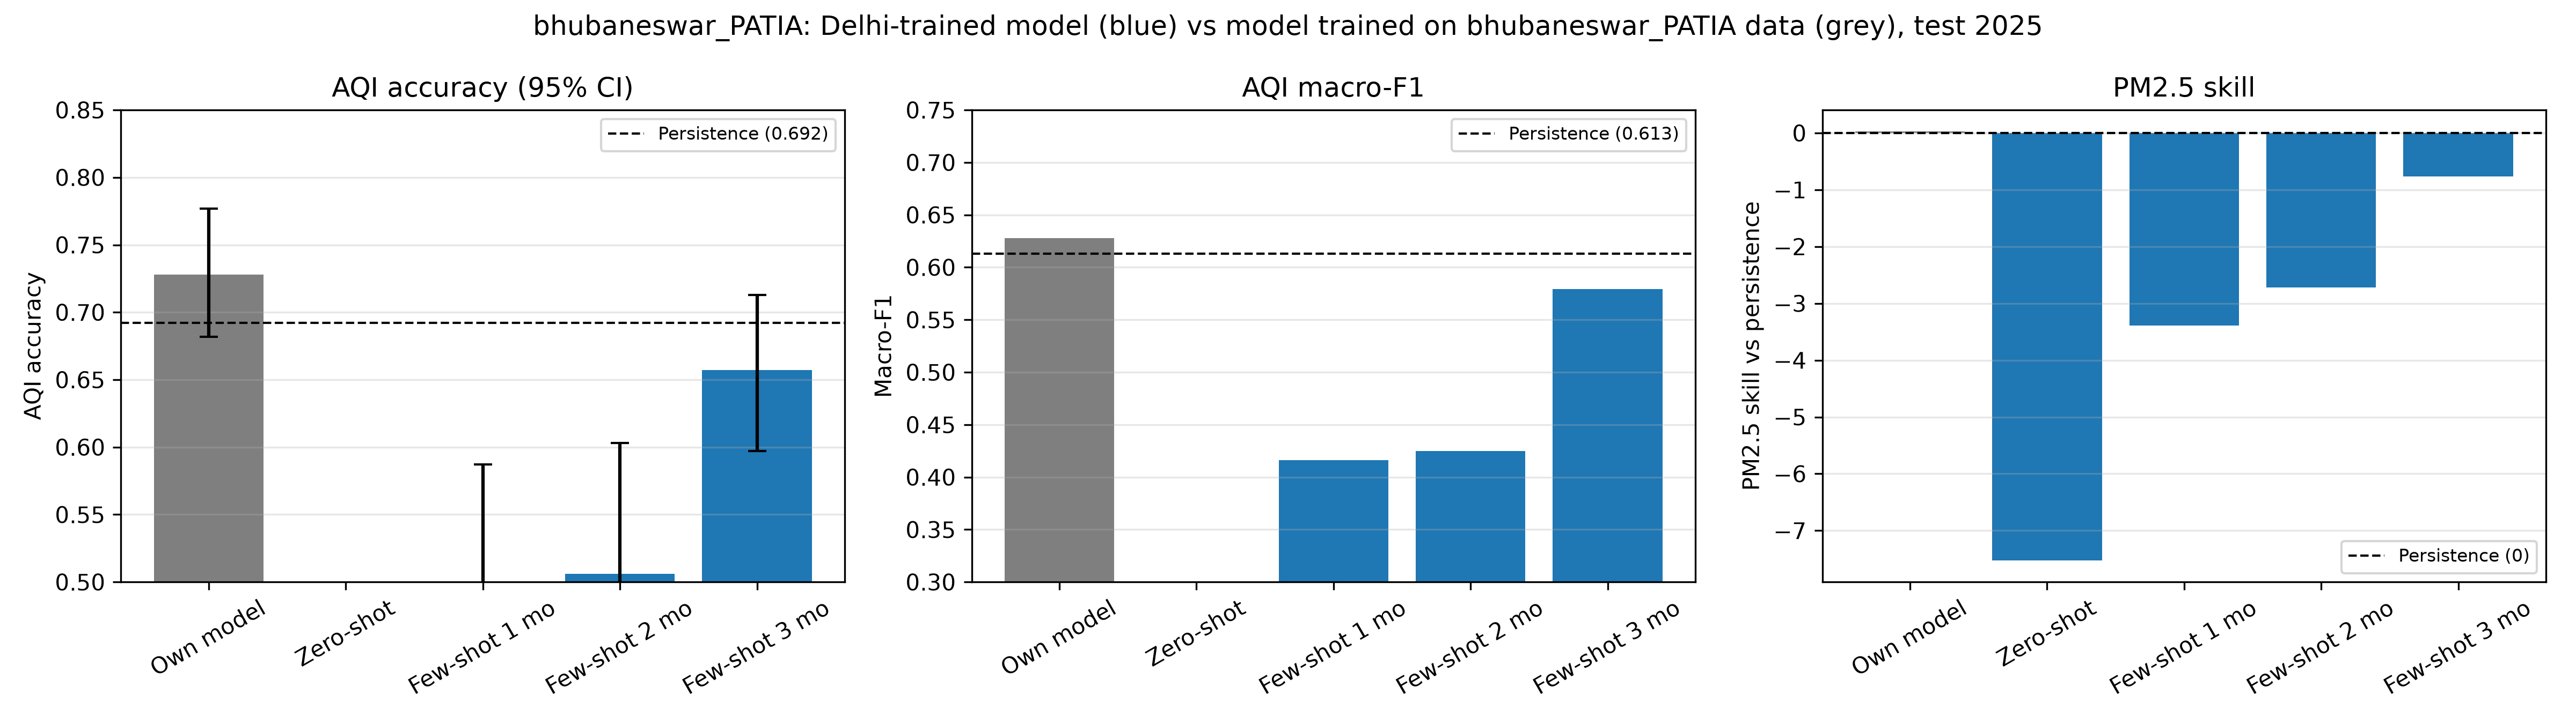 bhubaneswar_PATIA: Delhi-trained model (blue) vs model trained on bhubaneswar_PATIA data (grey), test 2025
AQI accuracy (95% CI)
AQI accuracy
0.85
0.80
0.75
0.70
0.65
0.60
0.55
0.50
Persistence (0.692)
Own model
Zero-shot
Few-shot 1 mo
Few-shot 2 mo
Few-shot 3 mo
AQI macro-F1
Macro-F1
0.75
0.70
0.65
0.60
0.55
0.50
0.45
0.40
0.35
0.30
Persistence (0.613)
Own model
Zero-shot
Few-shot 1 mo
Few-shot 2 mo
Few-shot 3 mo
PM2.5 skill
PM2.5 skill vs persistence
0
−1
−2
−3
−4
−5
−6
−7
Persistence (0)
Own model
Zero-shot
Few-shot 1 mo
Few-shot 2 mo
Few-shot 3 mo